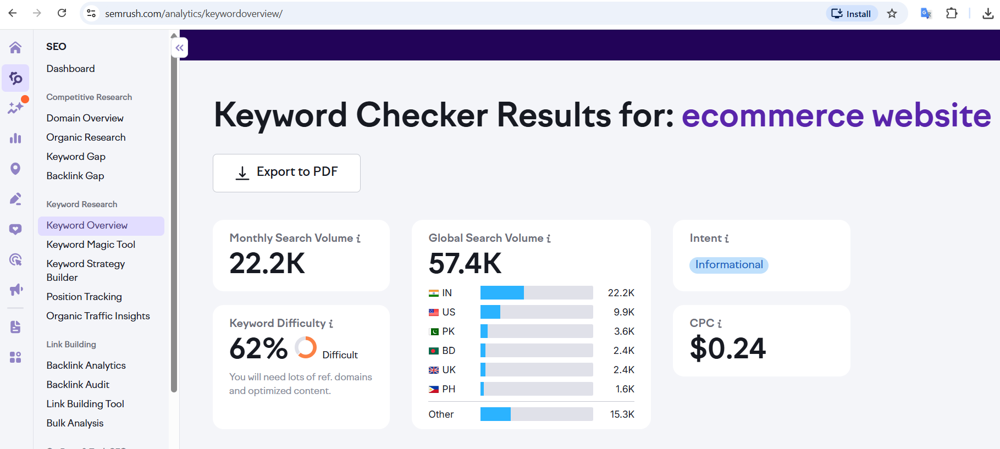 semrush.com/analytics/keywordoverview/
Install
SEO
Dashboard
Competitive Research
Domain Overview
Organic Research
Keyword Gap
Backlink Gap
Keyword Research
Keyword Overview
Keyword Magic Tool
Keyword Strategy
Builder
Position Tracking
Organic Traffic Insights
Link Building
Backlink Analytics
Backlink Audit
Link Building Tool
Bulk Analysis
Keyword Checker Results for: ecommerce website
Export to PDF
Monthly Search Volume i
22.2K
Keyword Difficulty i
62% Difficult
You will need lots of ref. domains
and optimized content.
Global Search Volume i
57.4K
IN 22.2K
US 9.9K
PK 3.6K
BD 2.4K
UK 2.4K
PH 1.6K
Other 15.3K
Intent i
Informational
CPC i
$0.24